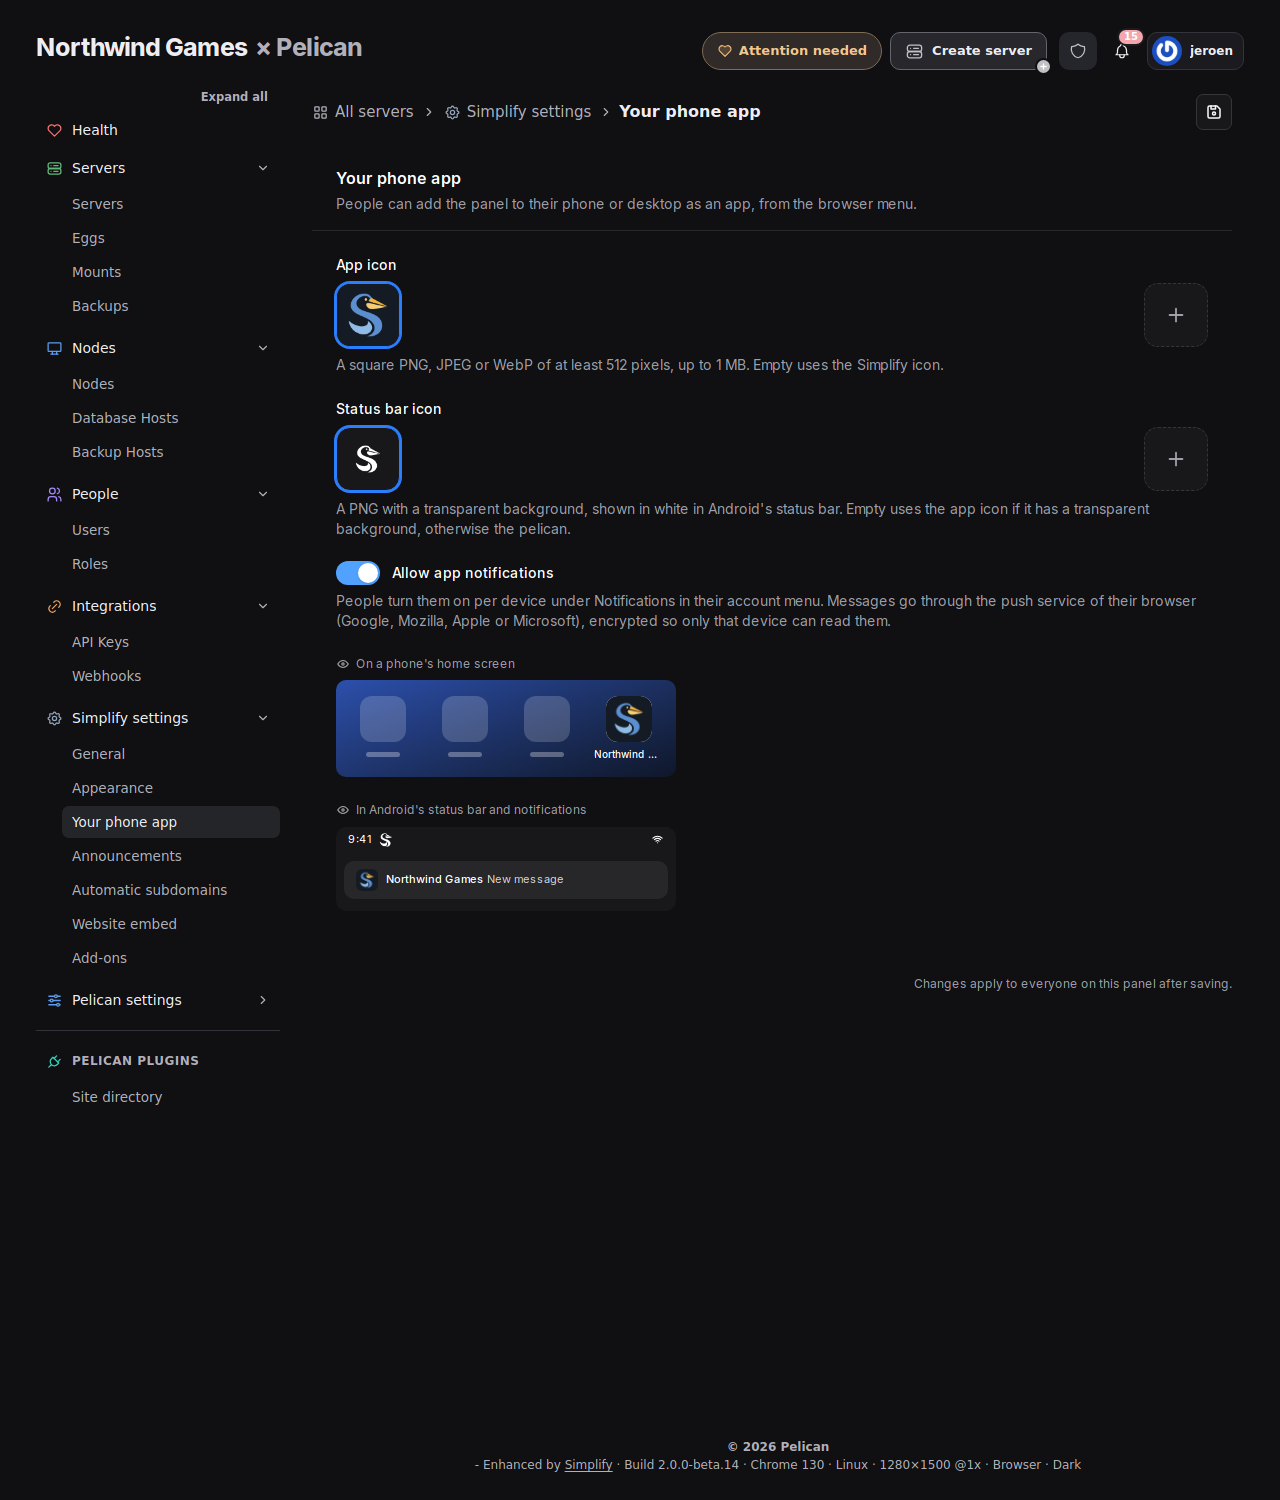 Northwind Games × Pelican
Attention needed
Create server
15
jeroen
Expand all
Health
Servers
Servers
Eggs
Mounts
Backups
Nodes
Nodes
Database Hosts
Backup Hosts
People
Users
Roles
Integrations
API Keys
Webhooks
Simplify settings
General
Appearance
Your phone app
Announcements
Automatic subdomains
Website embed
Add-ons
Pelican settings
PELICAN PLUGINS
Site directory
All servers > Simplify settings > Your phone app
Your phone app
People can add the panel to their phone or desktop as an app, from the browser menu.
App icon
A square PNG, JPEG or WebP of at least 512 pixels, up to 1 MB. Empty uses the Simplify icon.
Status bar icon
A PNG with a transparent background, shown in white in Android's status bar. Empty uses the app icon if it has a transparent
background, otherwise the pelican.
Allow app notifications
People turn them on per device under Notifications in their account menu. Messages go through the push service of their browser
(Google, Mozilla, Apple or Microsoft), encrypted so only that device can read them.
On a phone's home screen
Northwind ...
In Android's status bar and notifications
9:41
Northwind Games New message
Changes apply to everyone on this panel after saving.
© 2026 Pelican
- Enhanced by Simplify · Build 2.0.0-beta.14 · Chrome 130 · Linux · 1280×1500 @1x · Browser · Dark